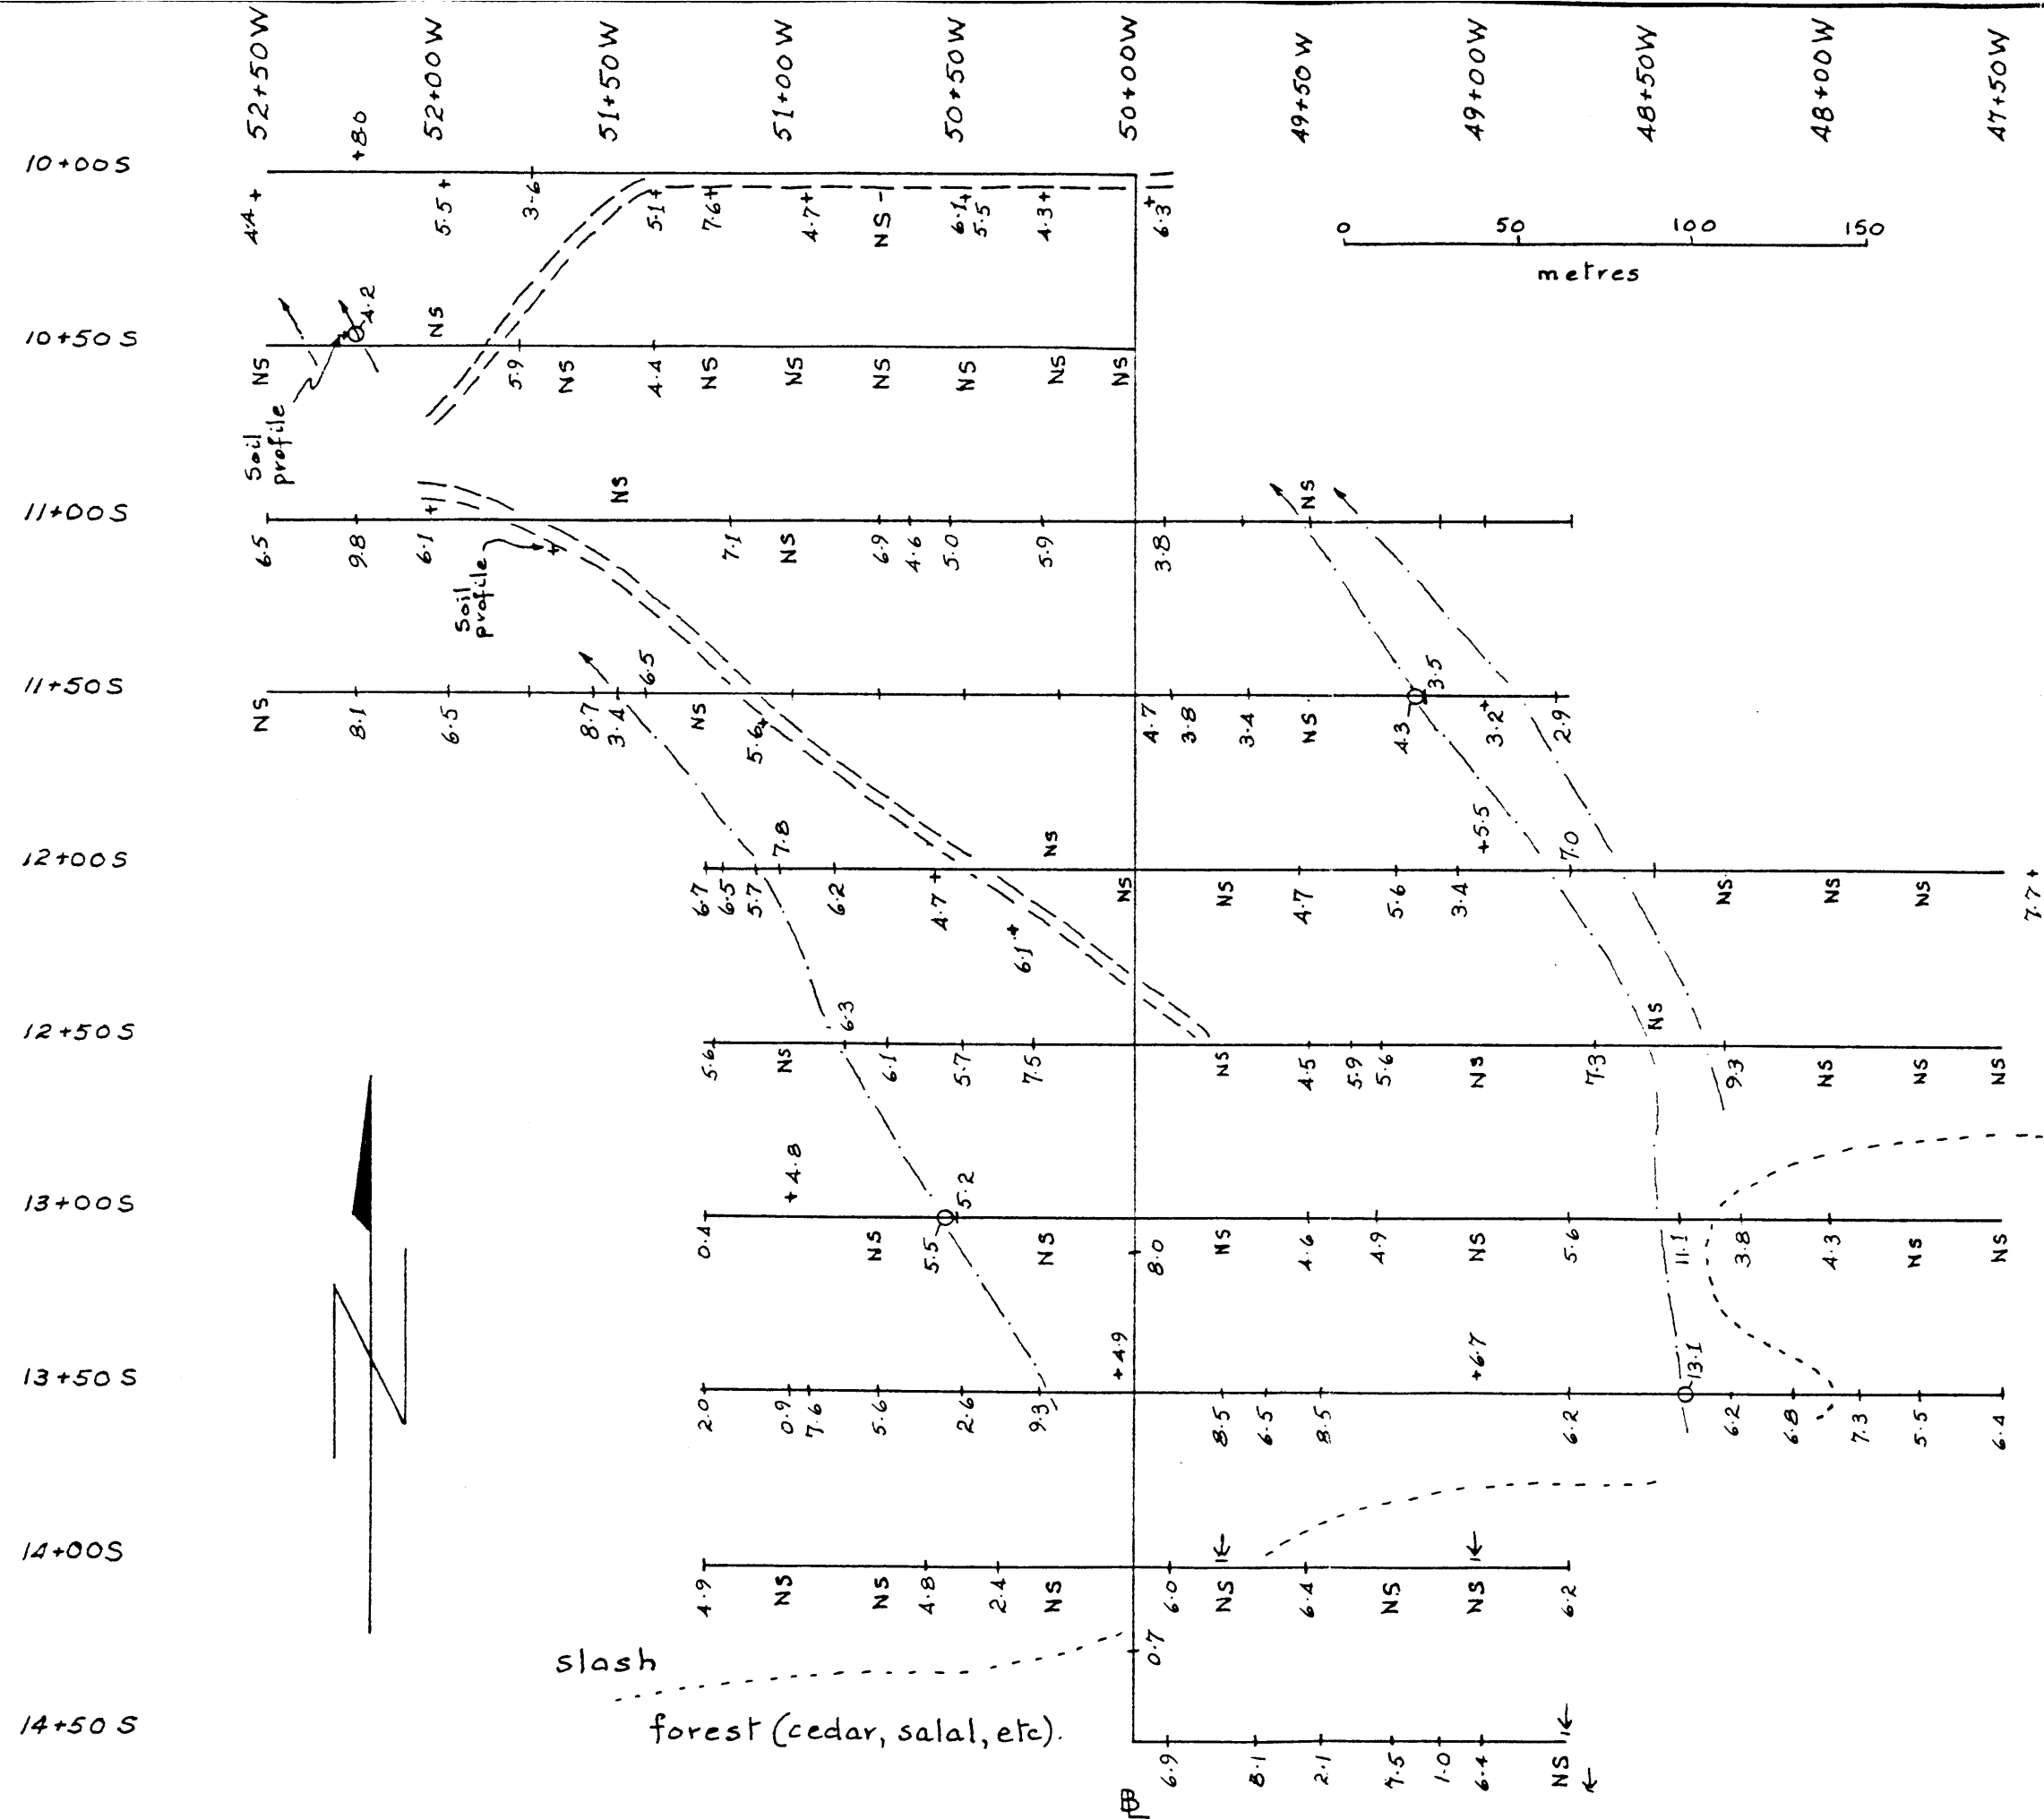 52+50W +80 52+00W 51+50W 51+00W 50+50W 50+00W 49+50W 49+00W 48+50W 48+00W 47+50W
10+00S
4.4 5.5 3.6 5.1 7.6 4.7 NS 6.1 5.5 4.3 6.3
0 50 100 150
metres
4.2 NS
10+50S
NS 5.9 NS 4.4 NS NS NS NS NS NS
Soil profile
NS NS
11+00S
6.5 9.8 6.1 7.1 NS 6.9 4.6 5.0 5.9 3.8
Soil profile
6.5 3.5
11+50S
NS 8.1 6.5 8.7 3.4 NS 5.6 4.7 3.8 3.4 NS 4.3 3.2 2.9
7.8 NS +5.5 7.0
12+00S
6.7 6.5 5.7 6.2 4.7 NS NS 4.7 5.6 3.4 NS NS NS 7.7
6.1
6.3 NS
12+50S
5.6 NS 6.1 5.7 7.5 NS 4.5 5.9 5.6 NS 7.3 9.3 NS NS NS
+4.8 5.2
13+00S
0.4 NS 5.5 NS 8.0 NS 4.6 4.9 NS 5.6 11.1 3.8 4.3 NS NS
N
+4.9 +6.7 13.1
13+50S
2.0 0.9 7.6 5.6 2.6 9.3 8.5 6.5 8.5 6.2 6.2 6.8 7.3 5.5 6.4
14+00S
4.9 NS NS 4.8 2.4 NS 6.0 NS 6.4 NS NS 6.2
0.7
slash
forest (cedar, salal, etc).
14+50S
6.9 8.1 2.1 1.0 6.4 NS
BL